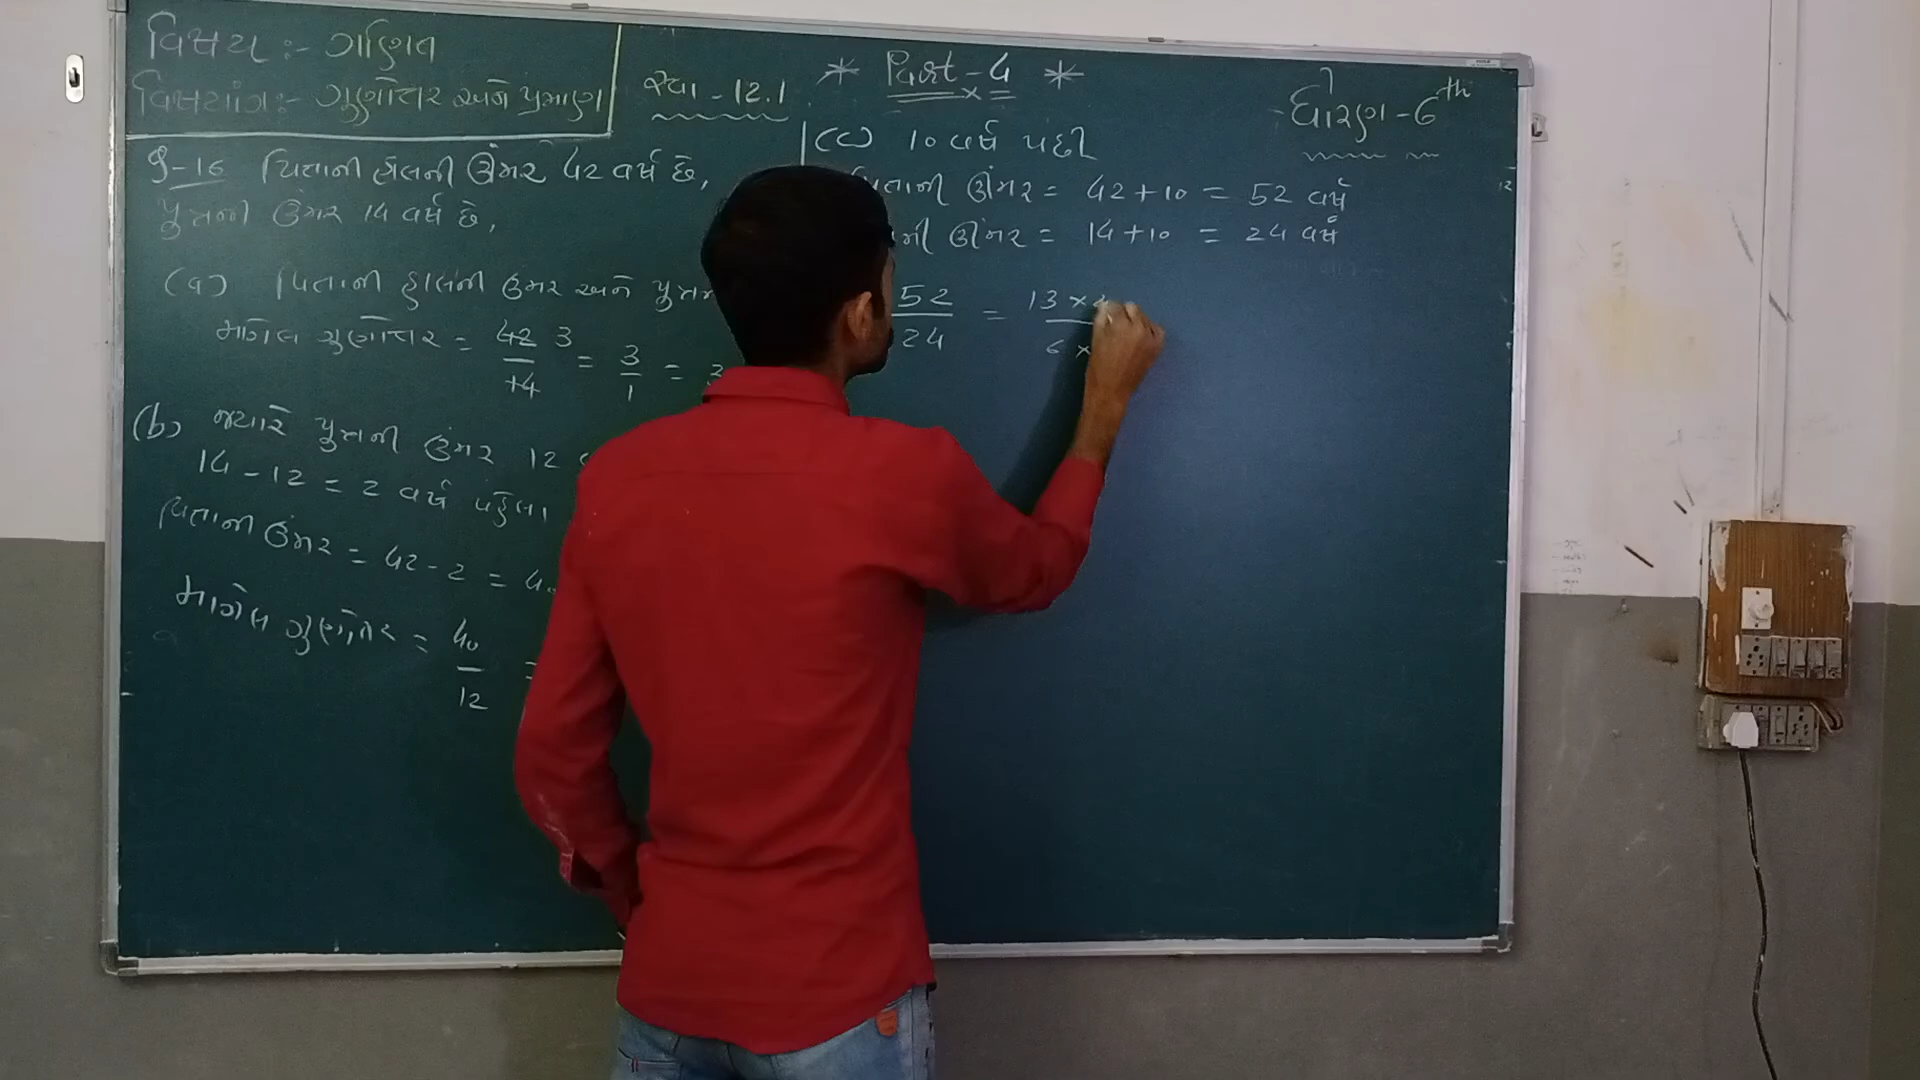 વિષય :- ગણિત
વિષયાંગ :- ગુણોત્તર અને પ્રમાણ
સ્વા - 12.1
* Part - 4 *
ધોરણ - 6th
પ્ર-16 પિતાની હાલની ઊંમર 42 વર્ષ છે,
પુત્રની ઉંમર 14 વર્ષ છે,
(a) પિતાની હાલની ઉંમર અને પુત્ર
માંગેલ ગુણોત્તર = 42/14 3 = 3/1 = 3
(b) જ્યારે પુત્રની ઉંમર 12
14 - 12 = 2 વર્ષ પહેલા
પિતાની ઉંમર = 42 - 2 = 40
માંગેલ ગુણોત્તર = 40/12 =
(c) 10 વર્ષ પછી
પિતાની ઊંમર = 42 + 10 = 52 વર્ષ
ની ઊંમર = 14 + 10 = 24 વર્ષ
52/24 = 13 × 4/6 ×